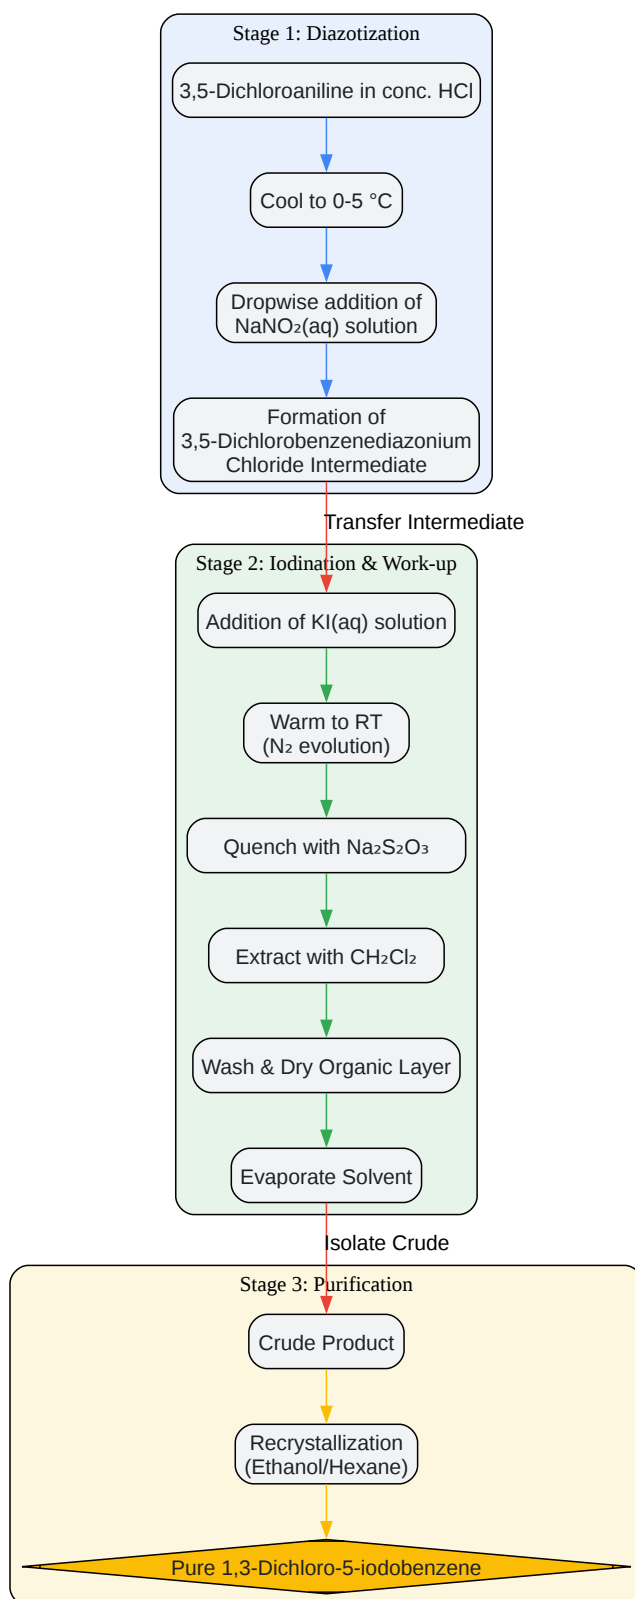 Stage 1: Diazotization
3,5-Dichloroaniline in conc. HCl
Cool to 0-5 °C
Dropwise addition of
NaNO₂(aq) solution
Formation of
3,5-Dichlorobenzenediazonium
Chloride Intermediate
Transfer Intermediate
Stage 2: Iodination & Work-up
Addition of KI(aq) solution
Warm to RT
(N₂ evolution)
Quench with Na₂S₂O₃
Extract with CH₂Cl₂
Wash & Dry Organic Layer
Evaporate Solvent
Isolate Crude
Stage 3: Purification
Crude Product
Recrystallization
(Ethanol/Hexane)
Pure 1,3-Dichloro-5-iodobenzene